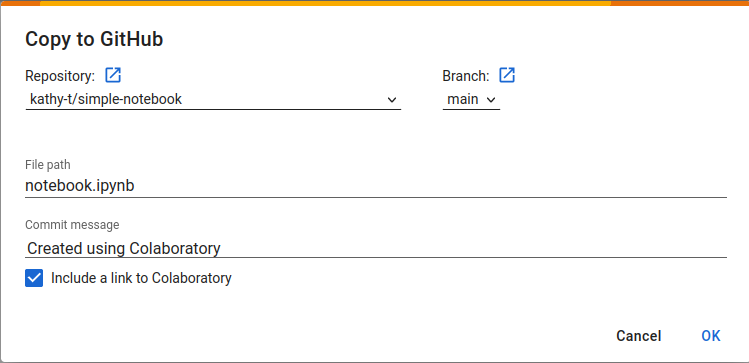 Copy to GitHub
Repository: Branch:
kathy-t/simple-notebook main
File path
notebook.ipynb
Commit message
Created using Colaboratory
Include a link to Colaboratory
Cancel OK